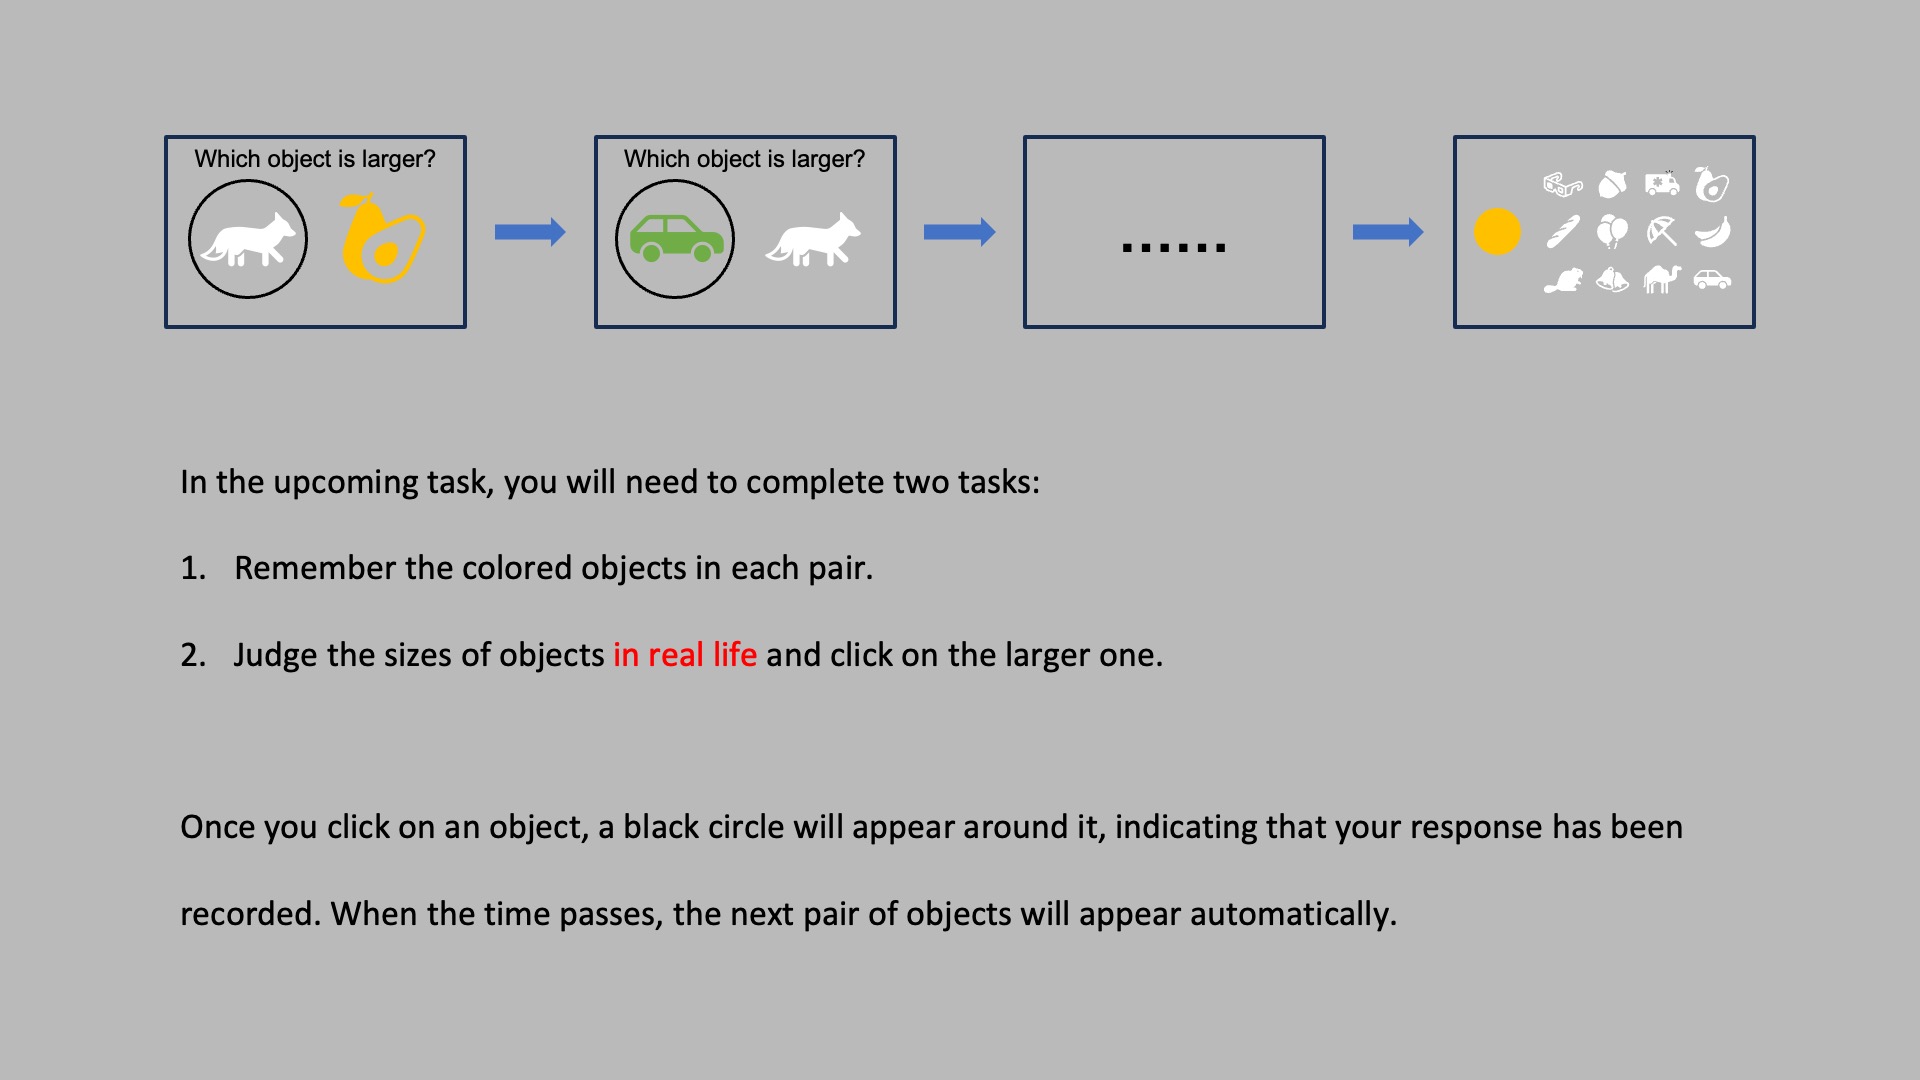 Which object is larger?
Which object is larger?
......
In the upcoming task, you will need to complete two tasks:
1. Remember the colored objects in each pair.
2. Judge the sizes of objects in real life and click on the larger one.
Once you click on an object, a black circle will appear around it, indicating that your response has been
recorded. When the time passes, the next pair of objects will appear automatically.